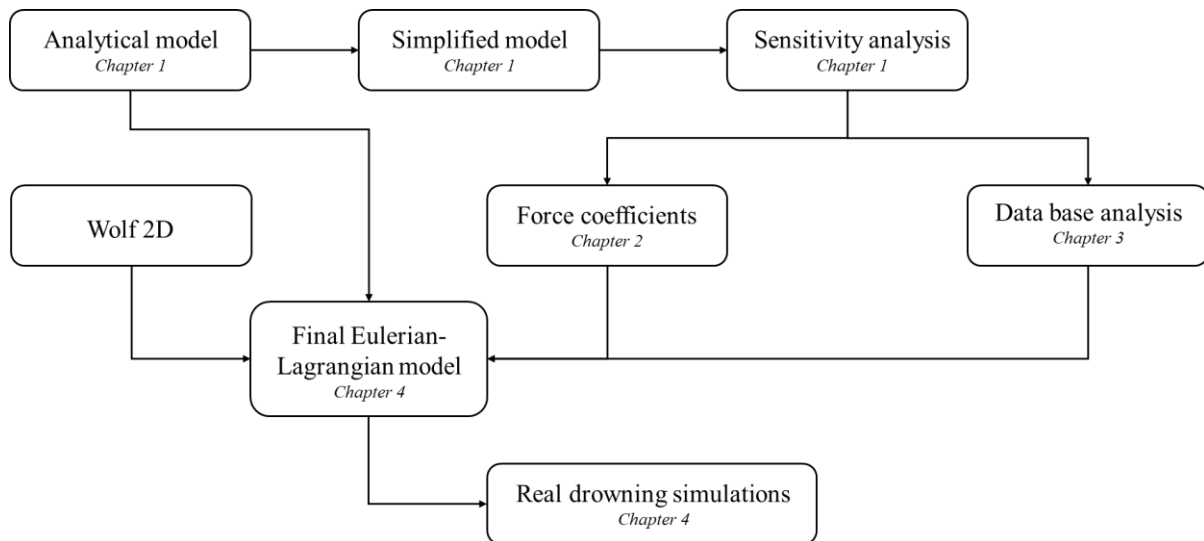 Analytical model
Chapter 1
Simplified model
Chapter 1
Sensitivity analysis
Chapter 1
Wolf 2D
Force coefficients
Chapter 2
Data base analysis
Chapter 3
Final Eulerian-
Lagrangian model
Chapter 4
Real drowning simulations
Chapter 4